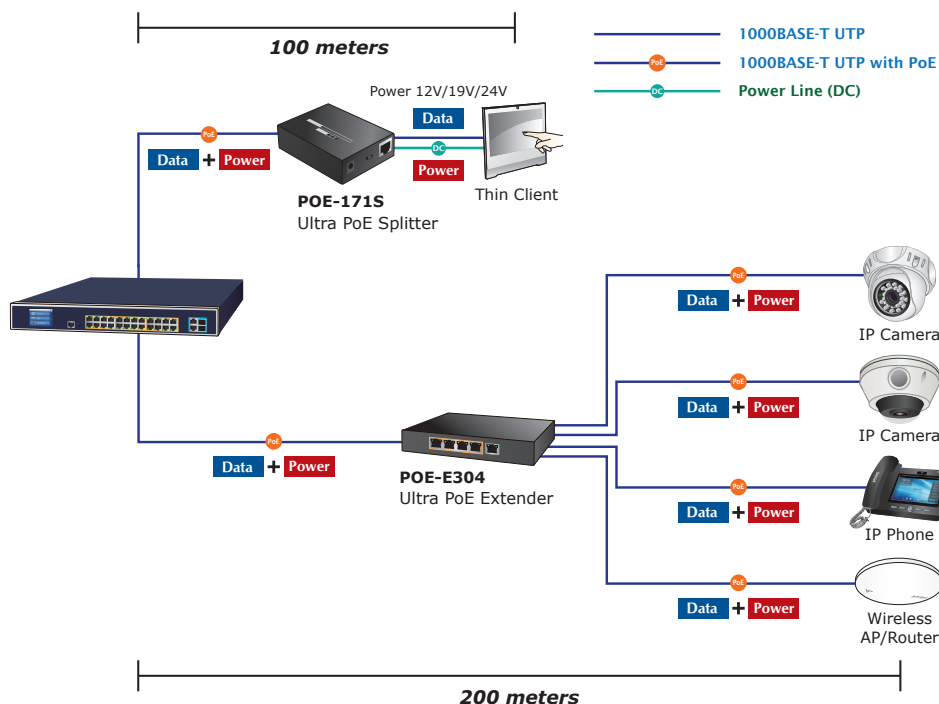 100 meters
1000BASE-T UTP
PoE
1000BASE-T UTP with PoE
DC
Power Line (DC)
Power 12V/19V/24V
Data
DC
Power
PoE
Data + Power
POE-171S
Ultra PoE Splitter
Thin Client
PoE
Data + Power
IP Camera
PoE
Data + Power
IP Camera
PoE
Data + Power
POE-E304
Ultra PoE Extender
PoE
Data + Power
IP Phone
PoE
Data + Power
Wireless
AP/Router
200 meters